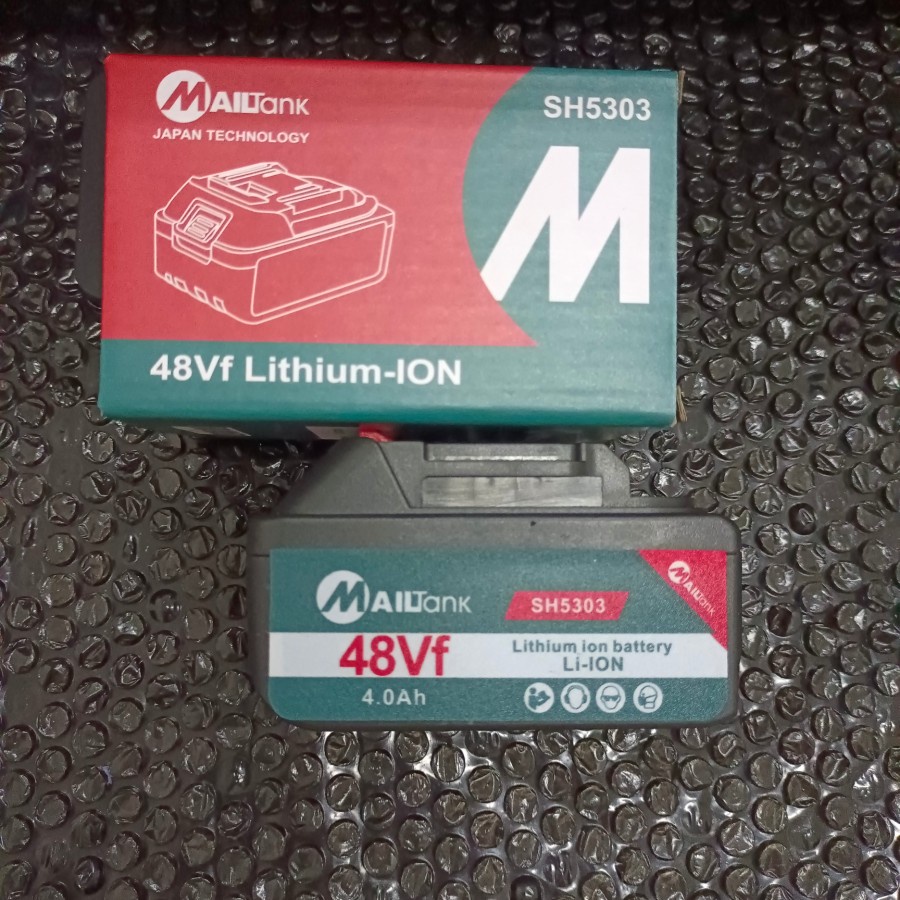 MAILTank
JAPAN TECHNOLOGY
SH5303
M
48Vf Lithium-ION
MAILTank
SH5303
MAILTank
48Vf
Lithium ion battery
Li-ION
4.0Ah